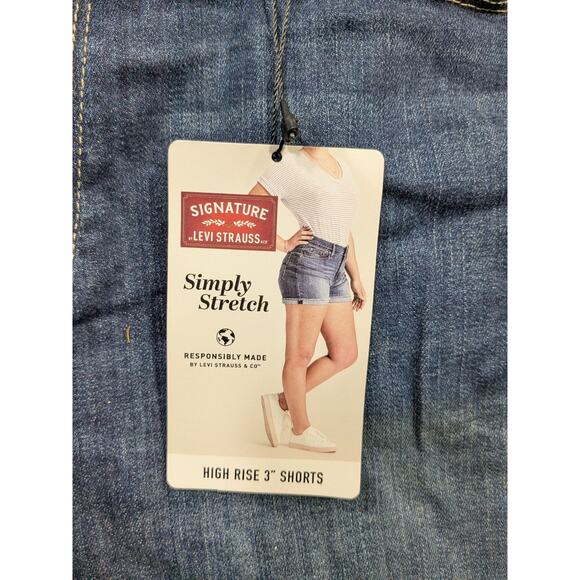 SIGNATURE
BY LEVI STRAUSS &CO
Simply
Stretch
RESPONSIBLY MADE
BY LEVI STRAUSS & CO™
HIGH RISE 3" SHORTS